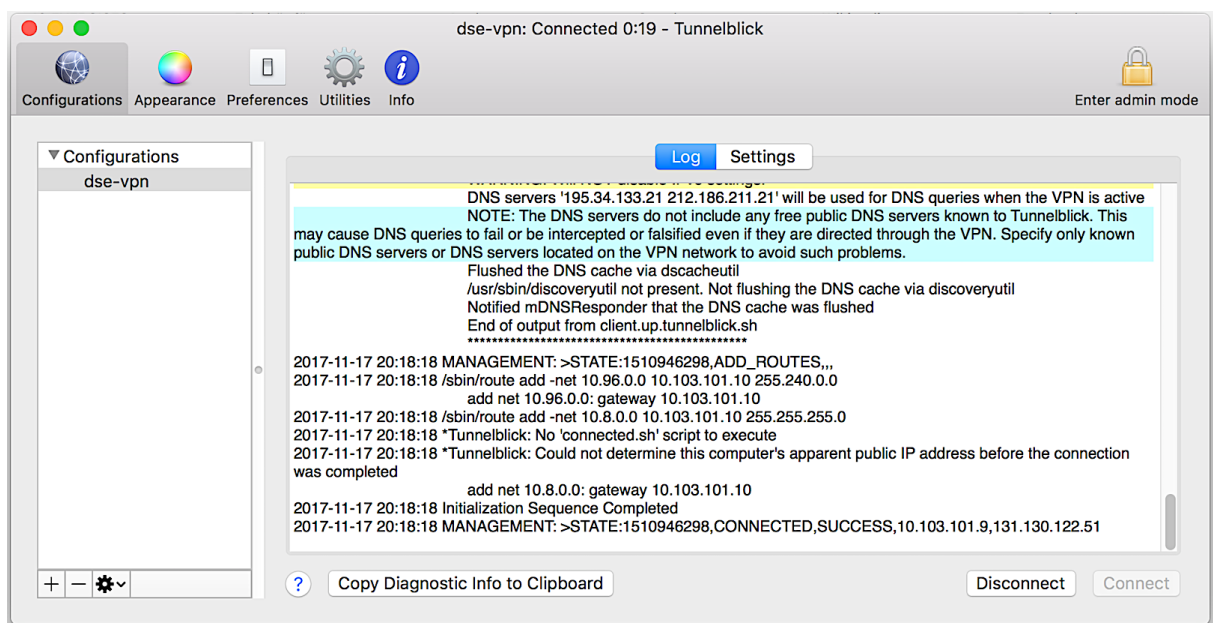 dse-vpn: Connected 0:19 - Tunnelblick
Configurations
Appearance
Preferences
Utilities
Info
Enter admin mode
Configurations
dse-vpn
Log
Settings
DNS servers '195.34.133.21 212.186.211.21' will be used for DNS queries when the VPN is active
NOTE: The DNS servers do not include any free public DNS servers known to Tunnelblick. This
may cause DNS queries to fail or be intercepted or falsified even if they are directed through the VPN. Specify only known
public DNS servers or DNS servers located on the VPN network to avoid such problems.
Flushed the DNS cache via dscacheutil
/usr/sbin/discoveryutil not present. Not flushing the DNS cache via discoveryutil
Notified mDNSResponder that the DNS cache was flushed
End of output from client.up.tunnelblick.sh
**********************************************
2017-11-17 20:18:18 MANAGEMENT: >STATE:1510946298,ADD_ROUTES,,,
2017-11-17 20:18:18 /sbin/route add -net 10.96.0.0 10.103.101.10 255.240.0.0
add net 10.96.0.0: gateway 10.103.101.10
2017-11-17 20:18:18 /sbin/route add -net 10.8.0.0 10.103.101.10 255.255.255.0
2017-11-17 20:18:18 *Tunnelblick: No 'connected.sh' script to execute
2017-11-17 20:18:18 *Tunnelblick: Could not determine this computer's apparent public IP address before the connection
was completed
add net 10.8.0.0: gateway 10.103.101.10
2017-11-17 20:18:18 Initialization Sequence Completed
2017-11-17 20:18:18 MANAGEMENT: >STATE:1510946298,CONNECTED,SUCCESS,10.103.101.9,131.130.122.51
Copy Diagnostic Info to Clipboard
Disconnect
Connect